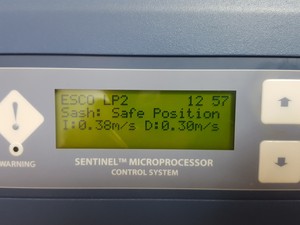 ESCO LP2 12 57
Sash: Safe Position
I:0.38m/s D:0.30m/s
WARNING
SENTINEL™ MICROPROCESSOR
CONTROL SYSTEM